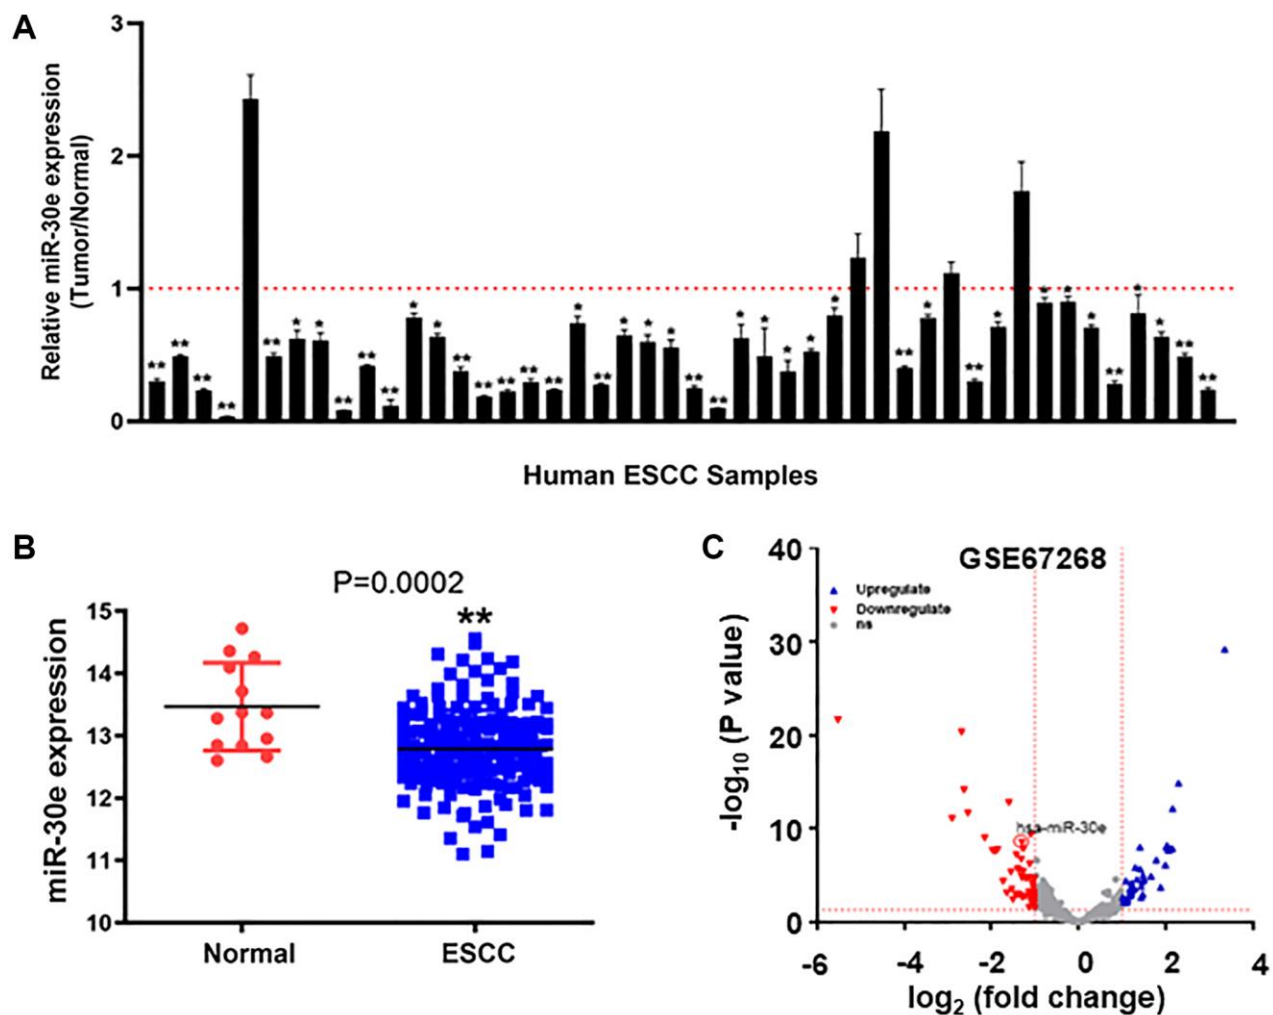 A
Relative miR-30e expression
(Tumor/Normal)
3
2
1
0
** ** ** ** ** * * ** ** ** * * ** ** ** ** ** * ** * * * ** ** * * * * * ** * ** * * * * ** * * ** **
Human ESCC Samples
B
P=0.0002
**
miR-30e expression
15
14
13
12
11
10
Normal
ESCC
C
GSE67268
Upregulate
Downregulate
ns
hsa-miR-30e
-log10 (P value)
40
30
20
10
0
-6 -4 -2 0 2 4
log2 (fold change)